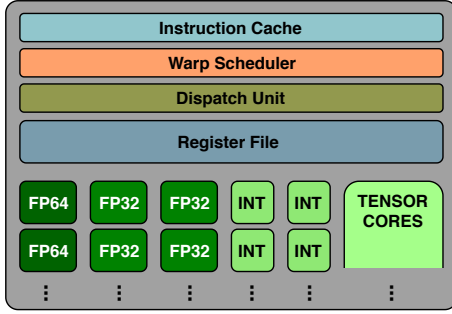 Instruction Cache
Warp Scheduler
Dispatch Unit
Register File
FP64 FP32 FP32 INT INT TENSOR
CORES
FP64 FP32 FP32 INT INT
⋮ ⋮ ⋮ ⋮ ⋮ ⋮